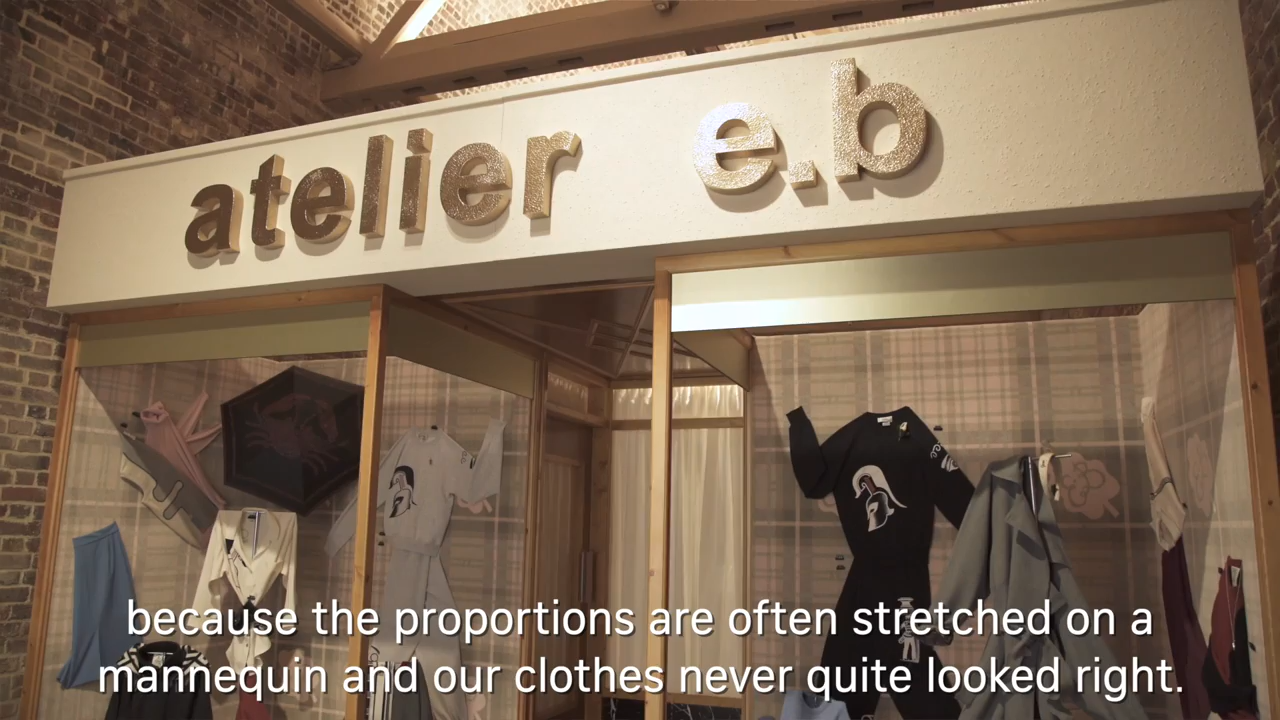 atelier e.b
because the proportions are often stretched on a
mannequin and our clothes never quite looked right.